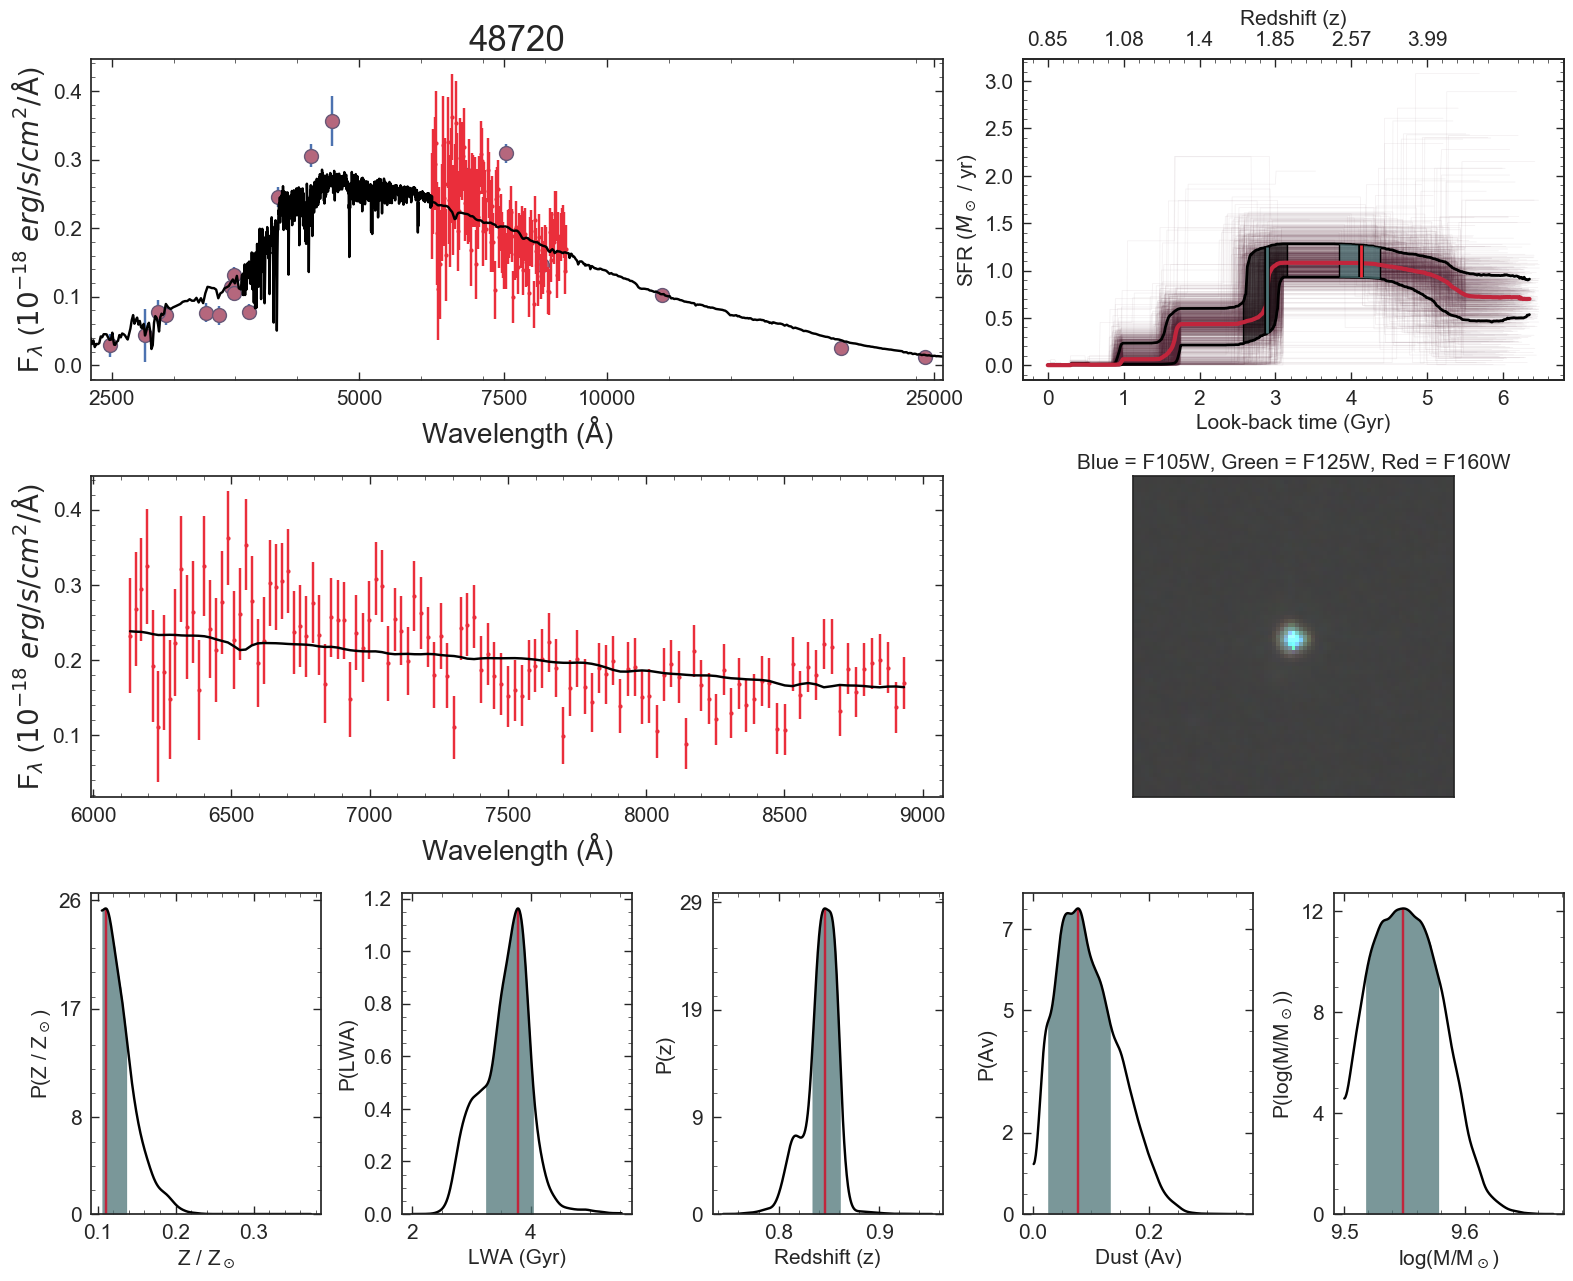 48720
0.4
0.3
0.2
0.1
0.0
F_λ (10^−18 erg/s/cm^2/Å)
2500 5000 7500 10000 25000
Wavelength (Å)
Redshift (z)
0.85 1.08 1.4 1.85 2.57 3.99
3.0
2.5
2.0
1.5
1.0
0.5
0.0
SFR (M_⊙ / yr)
0 1 2 3 4 5 6
Look-back time (Gyr)
0.4
0.3
0.2
0.1
F_λ (10^−18 erg/s/cm^2/Å)
6000 6500 7000 7500 8000 8500 9000
Wavelength (Å)
Blue = F105W, Green = F125W, Red = F160W
26
17
8
0
P(Z / Z_⊙)
0.1 0.2 0.3
Z / Z_⊙
1.2
1.0
0.8
0.6
0.4
0.2
0.0
P(LWA)
2 4
LWA (Gyr)
29
19
9
0
P(z)
0.8 0.9
Redshift (z)
7
5
2
0
P(Av)
0.0 0.2
Dust (Av)
12
8
4
0
P(log(M/M_⊙))
9.5 9.6
log(M/M_⊙)